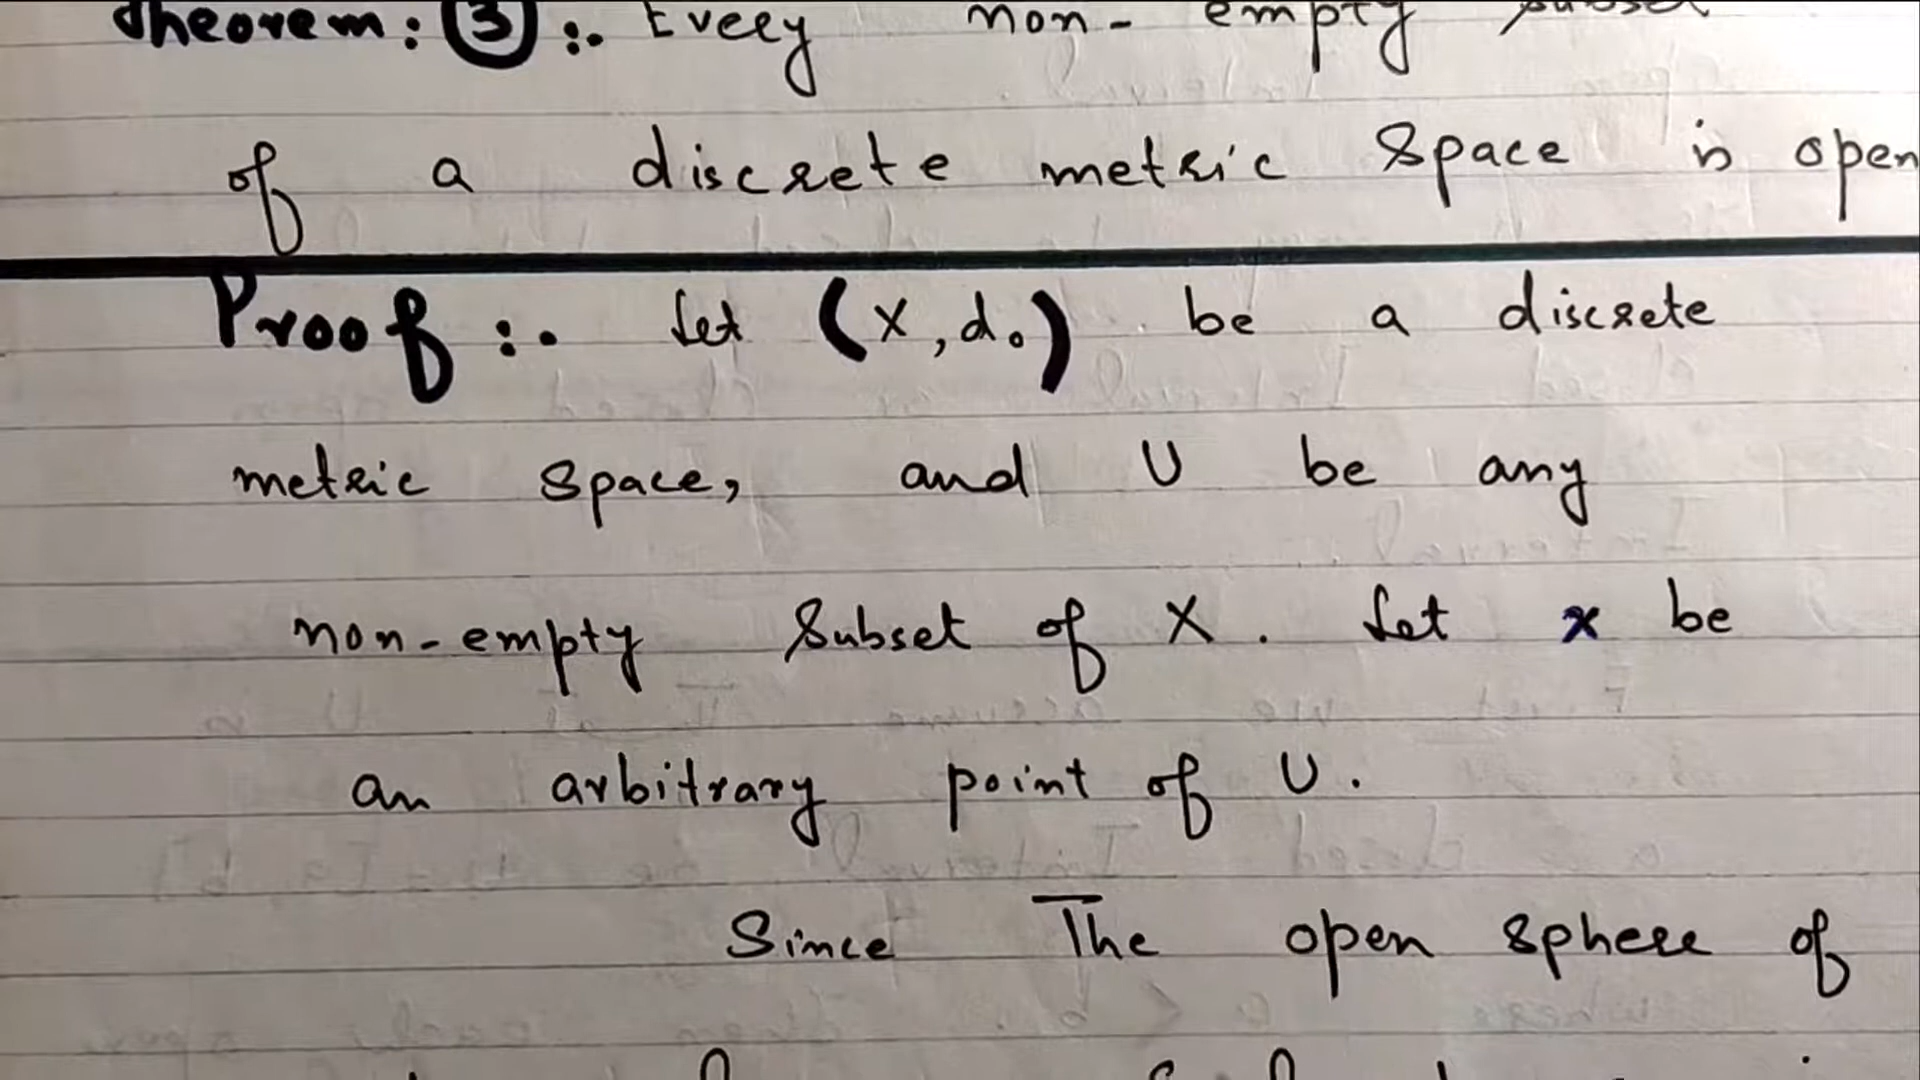 Theorem: 3 :. Every non-empty subset
of a discrete metric space is open
Proof :. Let (X, d₀) be a discrete
metric space, and U be any
non-empty subset of X. Let x be
an arbitrary point of U.
Since The open sphere of